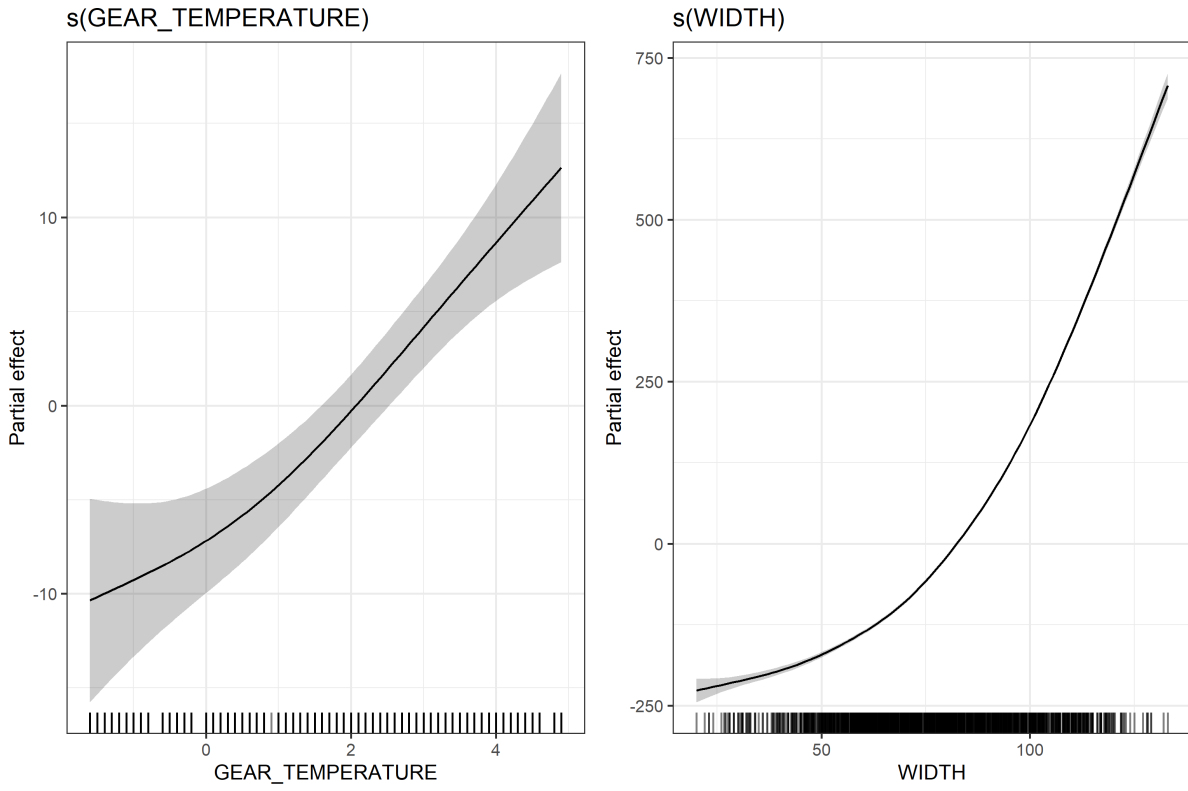 s(GEAR_TEMPERATURE)
Partial effect
10
0
-10
0
2
4
GEAR_TEMPERATURE
s(WIDTH)
Partial effect
750
500
250
0
-250
50
100
WIDTH